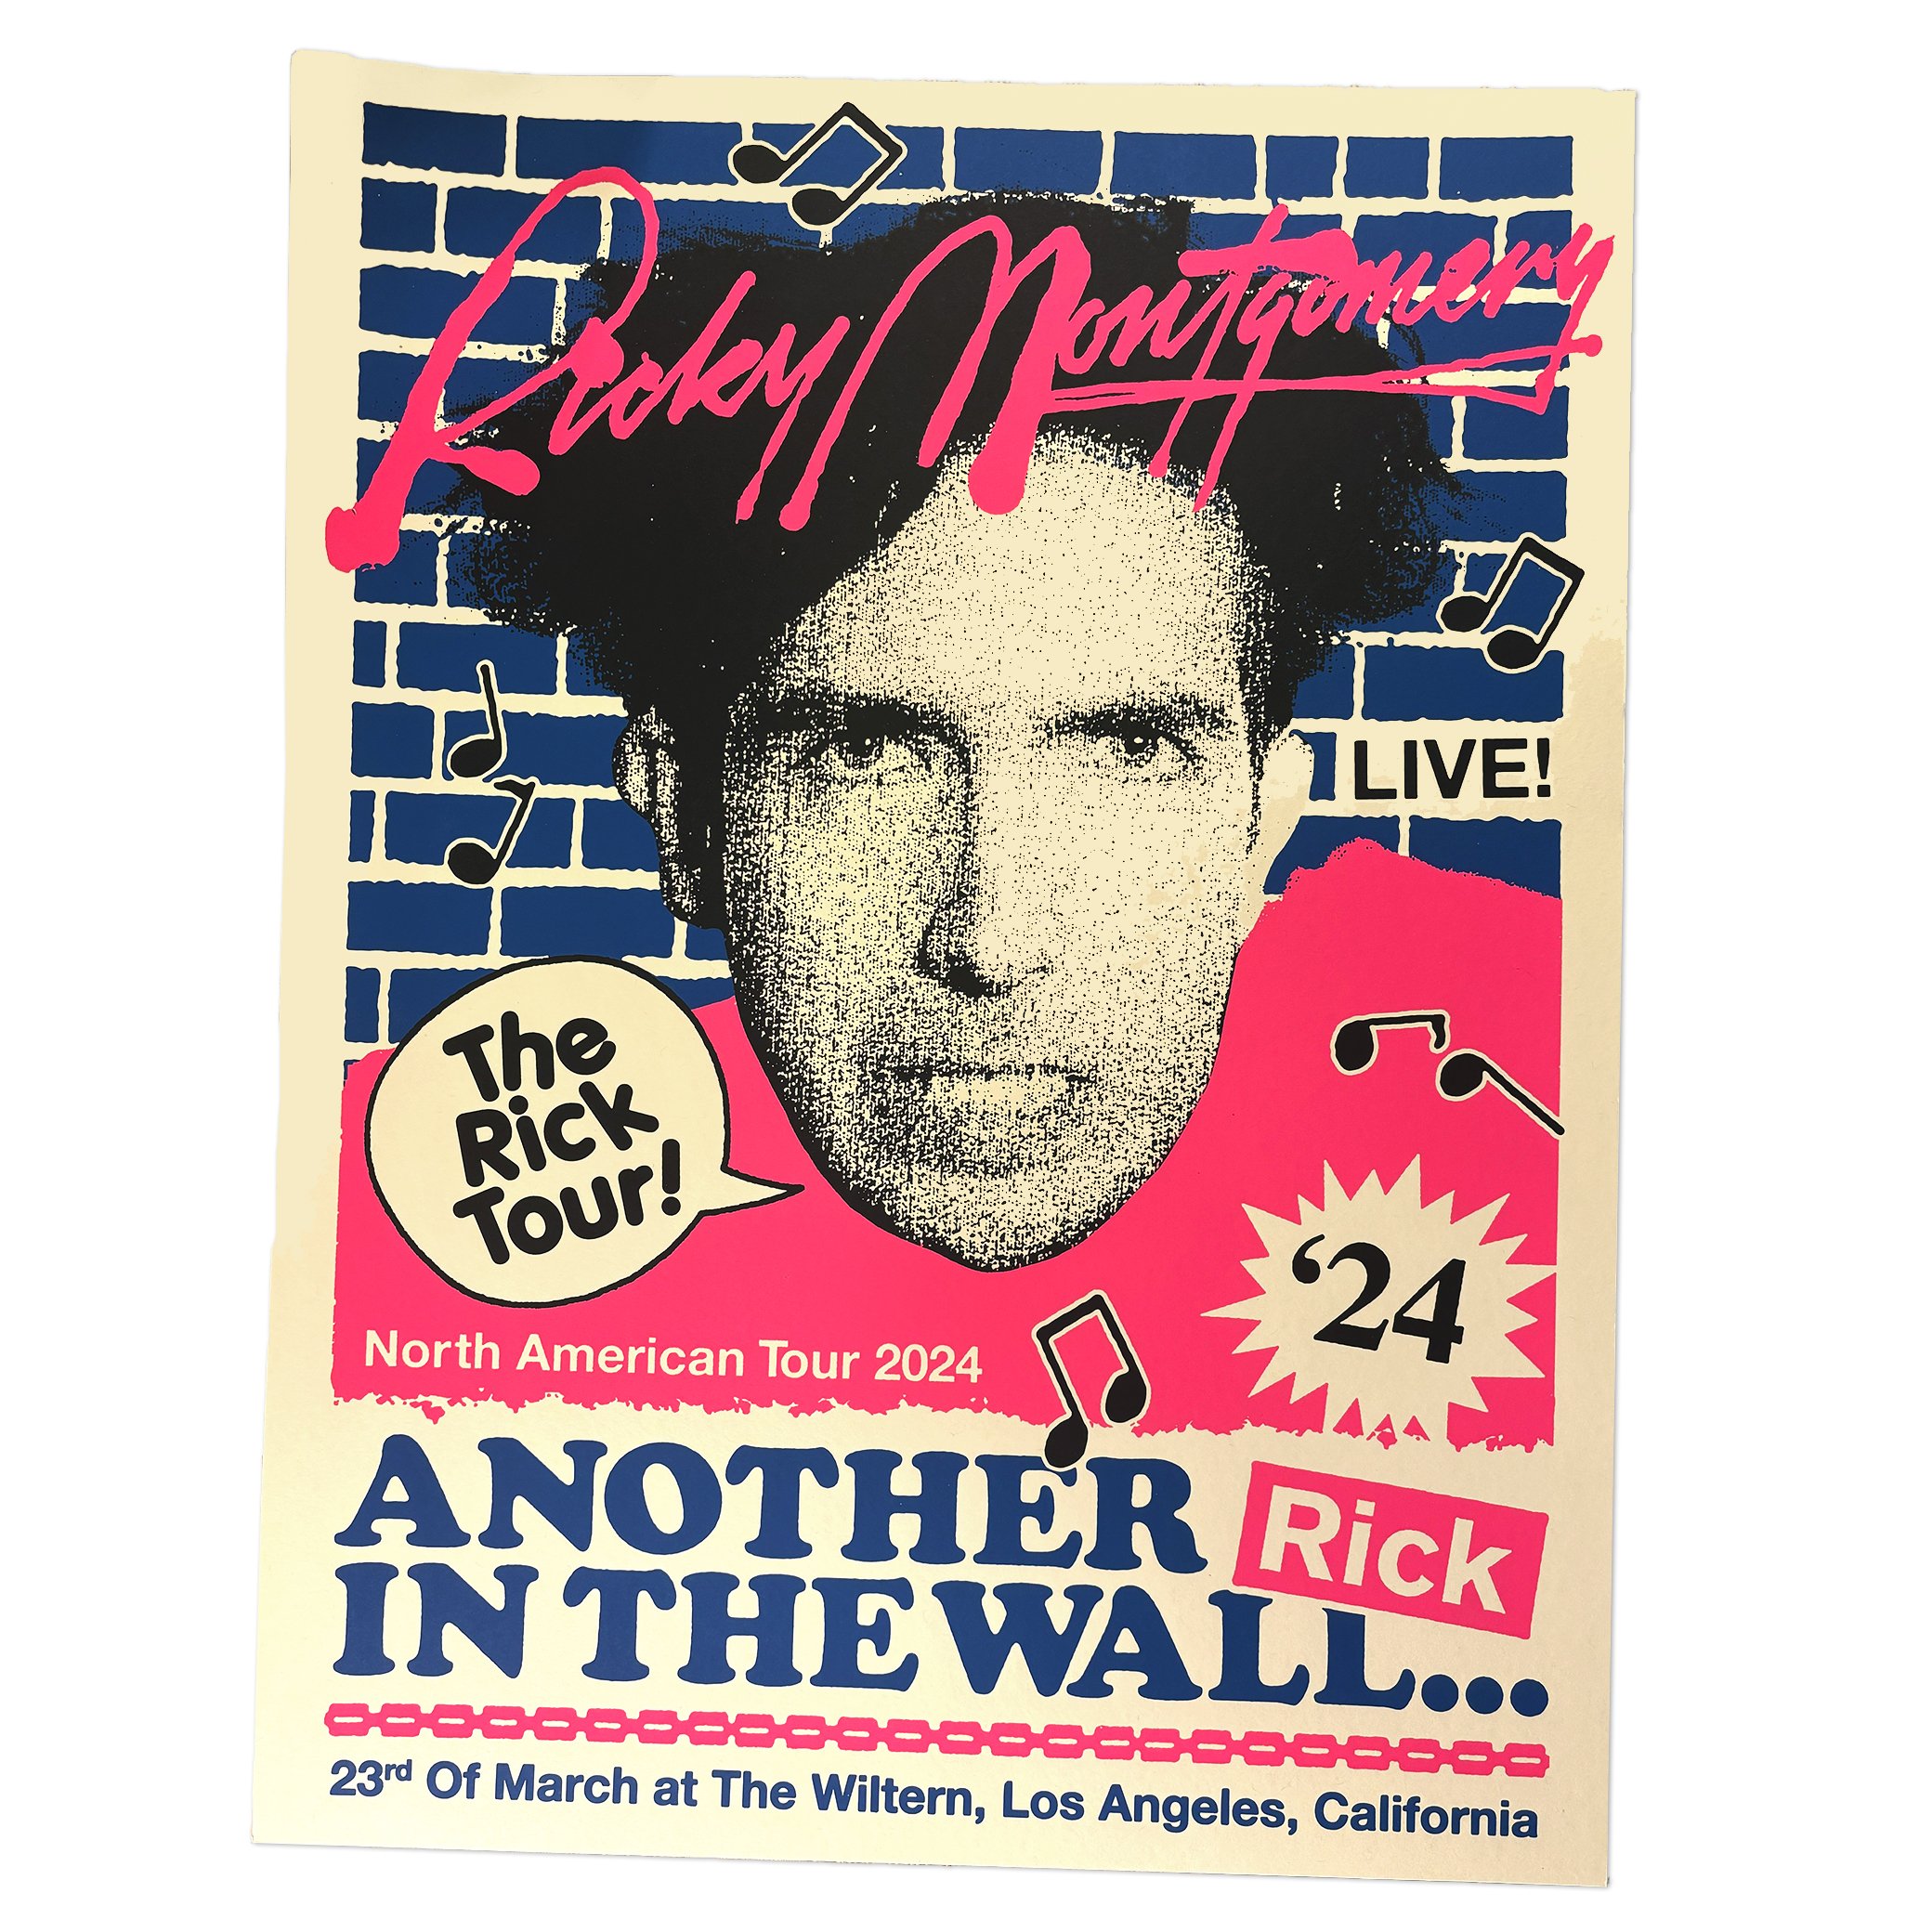 Ricky Montgomery
LIVE!
The
Rick
Tour!
‘24
North American Tour 2024
ANOTHER Rick
IN THE WALL...
23rd Of March at The Wiltern, Los Angeles, California